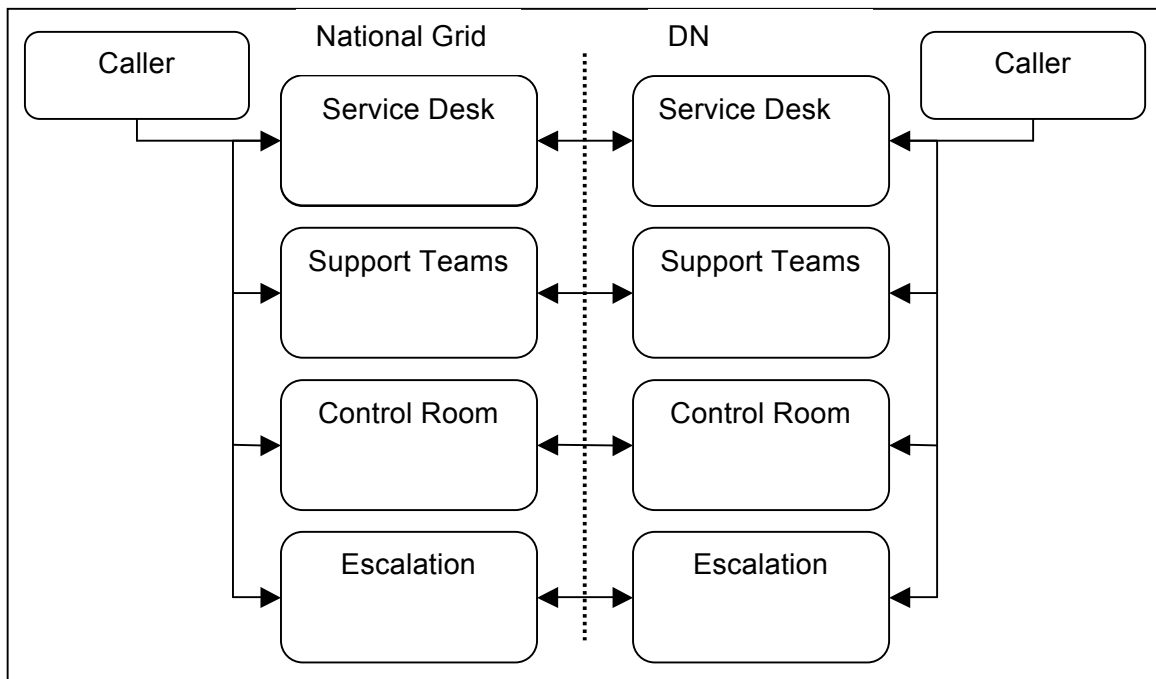 National Grid
DN
Caller
Caller
Service Desk
Service Desk
Support Teams
Support Teams
Control Room
Control Room
Escalation
Escalation